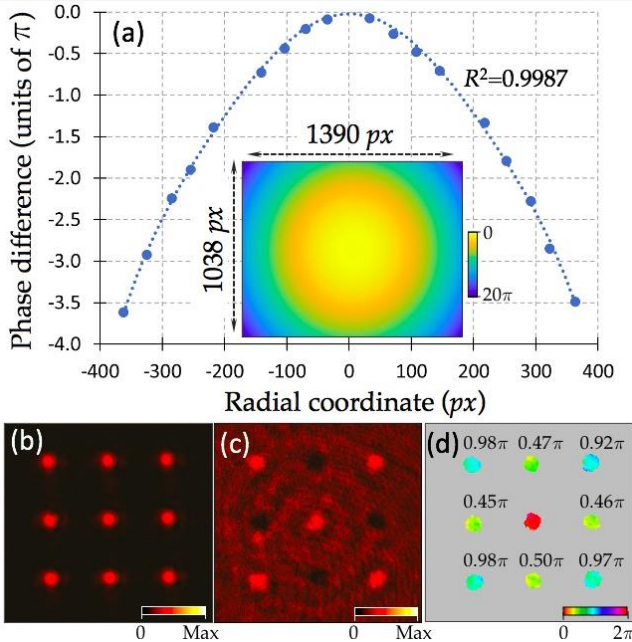 (a)
Phase difference (units of π)
0.0
-0.5
-1.0
-1.5
-2.0
-2.5
-3.0
-3.5
-4.0
R²=0.9987
1390 px
1038 px
0
20π
-400 -300 -200 -100 0 100 200 300 400
Radial coordinate (px)
(b)
0 Max
(c)
0 Max
(d)
0.98π 0.47π 0.92π
0.45π 0.46π
0.98π 0.50π 0.97π
0 2π